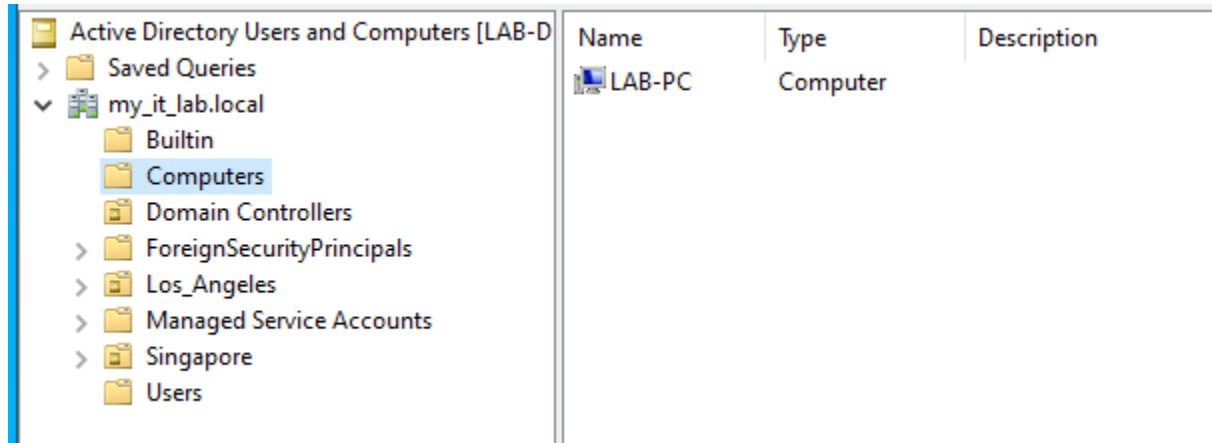 Active Directory Users and Computers [LAB-D
Saved Queries
my_it_lab.local
Builtin
Computers
Domain Controllers
ForeignSecurityPrincipals
Los_Angeles
Managed Service Accounts
Singapore
Users
Name Type Description
LAB-PC Computer